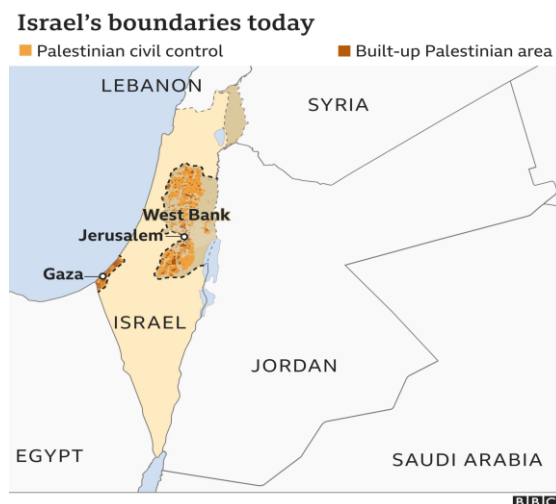 Israel's boundaries today
Palestinian civil control
Built-up Palestinian area
LEBANON
SYRIA
West Bank
Jerusalem
Gaza
ISRAEL
JORDAN
EGYPT
SAUDI ARABIA
BBC